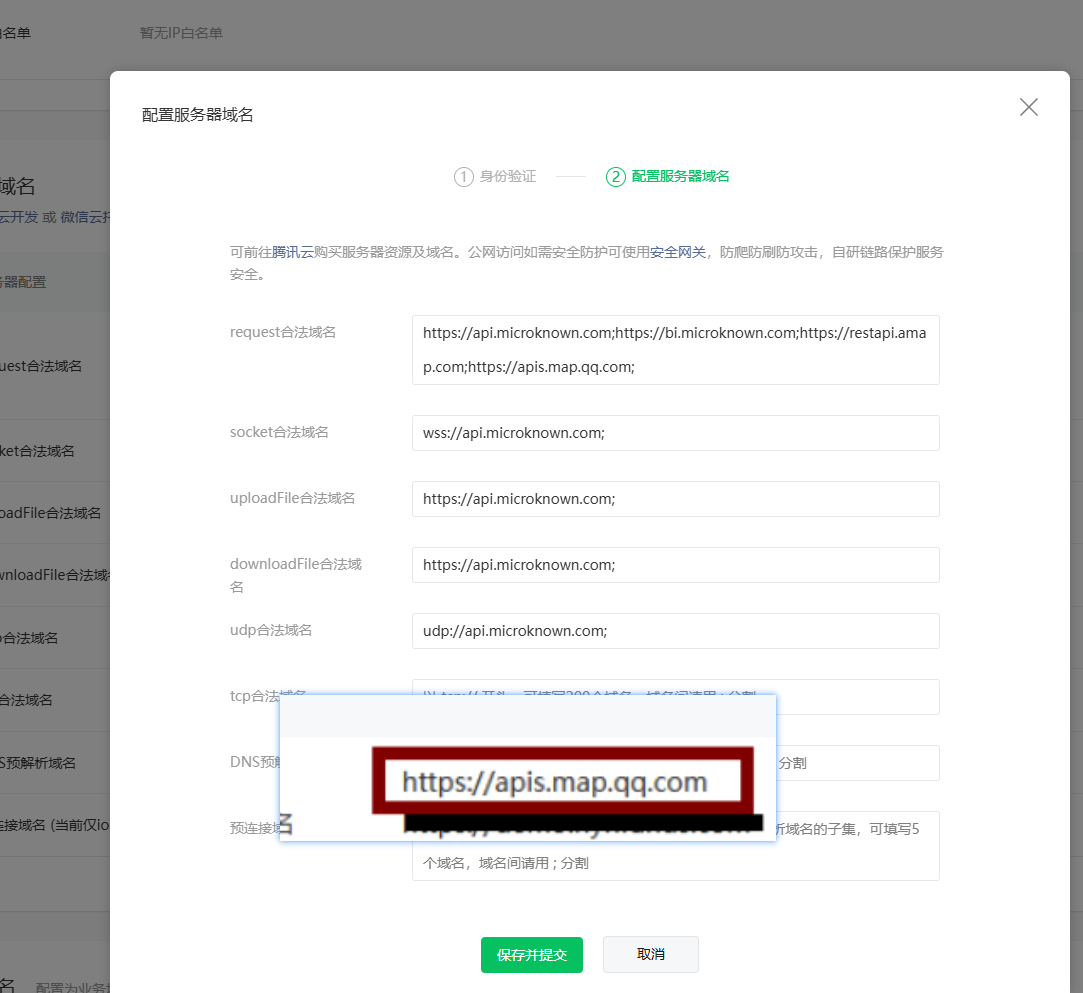 白名单
暂无IP白名单
配置服务器域名
1 身份验证
2 配置服务器域名
域名
云开发 或 微信云
可前往腾讯云购买服务器资源及域名。公网访问如需安全防护可使用安全网关，防爬防刷防攻击，自研链路保护服务
安全。
器配置
request合法域名
https://api.microknown.com;https://bi.microknown.com;https://restapi.ama
p.com;https://apis.map.qq.com;
uest合法域名
socket合法域名
wss://api.microknown.com;
ket合法域名
uploadFile合法域名
https://api.microknown.com;
oadFile合法域名
downloadFile合法域
名
https://api.microknown.com;
wnloadFile合法域
udp合法域名
udp://api.microknown.com;
合法域名
tcp合法域名
合法域名
DNS预
分割
S预解析域名
https://apis.map.qq.com
预连接
析域名的子集，可填写5
个域名，域名间请用 ; 分割
连接域名 (当前仅io
保存并提交
取消
名
配置为业务